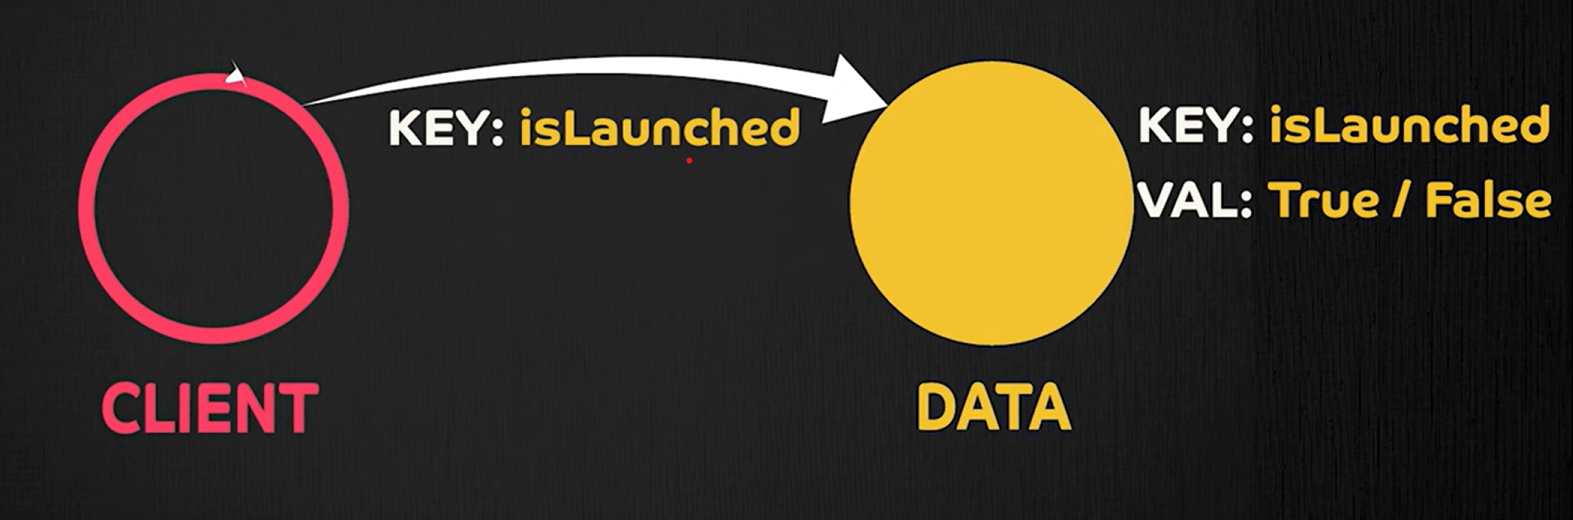 KEY: isLaunched
KEY: isLaunched
VAL: True / False
CLIENT
DATA